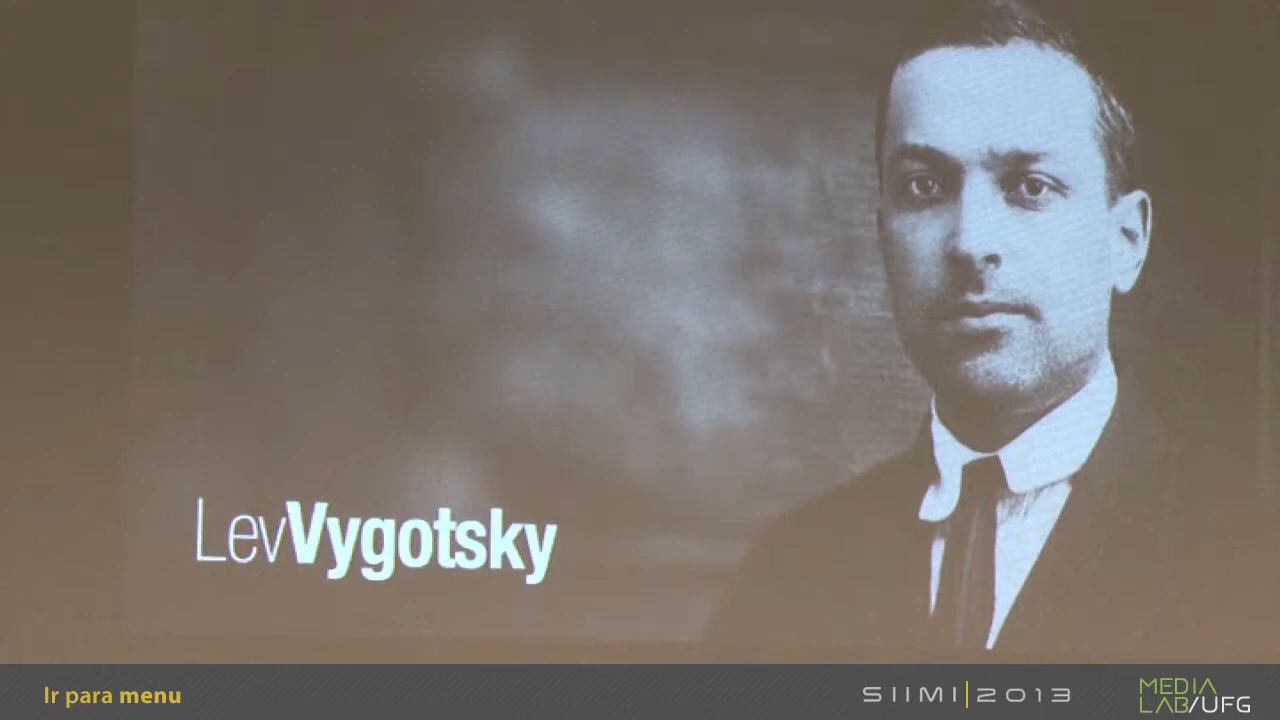 LevVygotsky
Ir para menu
SIIMI|2013
MEDIA
LAB/UFG